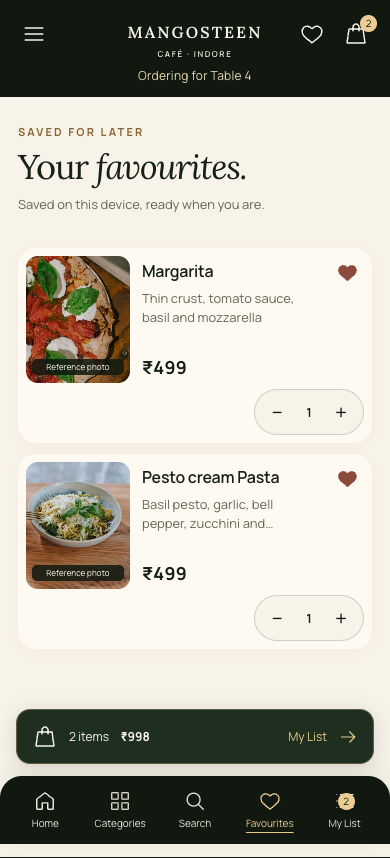 MANGOSTEEN
2
CAFÉ · INDORE
Ordering for Table 4
SAVED FOR LATER
Your favourites.
Saved on this device, ready when you are.
Margarita
Thin crust, tomato sauce,
basil and mozzarella
Reference photo
₹499
− 1 +
Pesto cream Pasta
Basil pesto, garlic, bell
pepper, zucchini and…
Reference photo
₹499
− 1 +
2 items ₹998 My List →
2
Home Categories Search Favourites My List